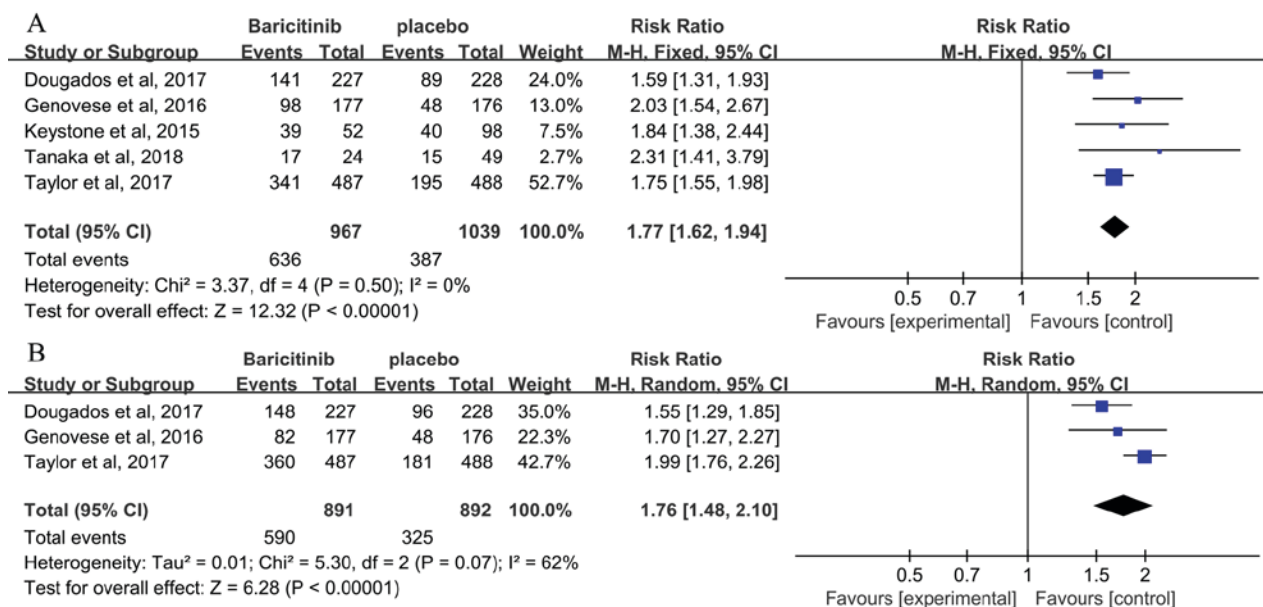 A
Baricitinib placebo Risk Ratio Risk Ratio
Study or Subgroup Events Total Events Total Weight M-H, Fixed, 95% CI M-H, Fixed, 95% CI
Dougados et al, 2017 141 227 89 228 24.0% 1.59 [1.31, 1.93]
Genovese et al, 2016 98 177 48 176 13.0% 2.03 [1.54, 2.67]
Keystone et al, 2015 39 52 40 98 7.5% 1.84 [1.38, 2.44]
Tanaka et al, 2018 17 24 15 49 2.7% 2.31 [1.41, 3.79]
Taylor et al, 2017 341 487 195 488 52.7% 1.75 [1.55, 1.98]
Total (95% CI) 967 1039 100.0% 1.77 [1.62, 1.94]
Total events 636 387
Heterogeneity: Chi² = 3.37, df = 4 (P = 0.50); I² = 0%
Test for overall effect: Z = 12.32 (P < 0.00001)
0.5 0.7 1 1.5 2
Favours [experimental] Favours [control]
B
Baricitinib placebo Risk Ratio Risk Ratio
Study or Subgroup Events Total Events Total Weight M-H, Random, 95% CI M-H, Random, 95% CI
Dougados et al, 2017 148 227 96 228 35.0% 1.55 [1.29, 1.85]
Genovese et al, 2016 82 177 48 176 22.3% 1.70 [1.27, 2.27]
Taylor et al, 2017 360 487 181 488 42.7% 1.99 [1.76, 2.26]
Total (95% CI) 891 892 100.0% 1.76 [1.48, 2.10]
Total events 590 325
Heterogeneity: Tau² = 0.01; Chi² = 5.30, df = 2 (P = 0.07); I² = 62%
Test for overall effect: Z = 6.28 (P < 0.00001)
0.5 0.7 1 1.5 2
Favours [experimental] Favours [control]